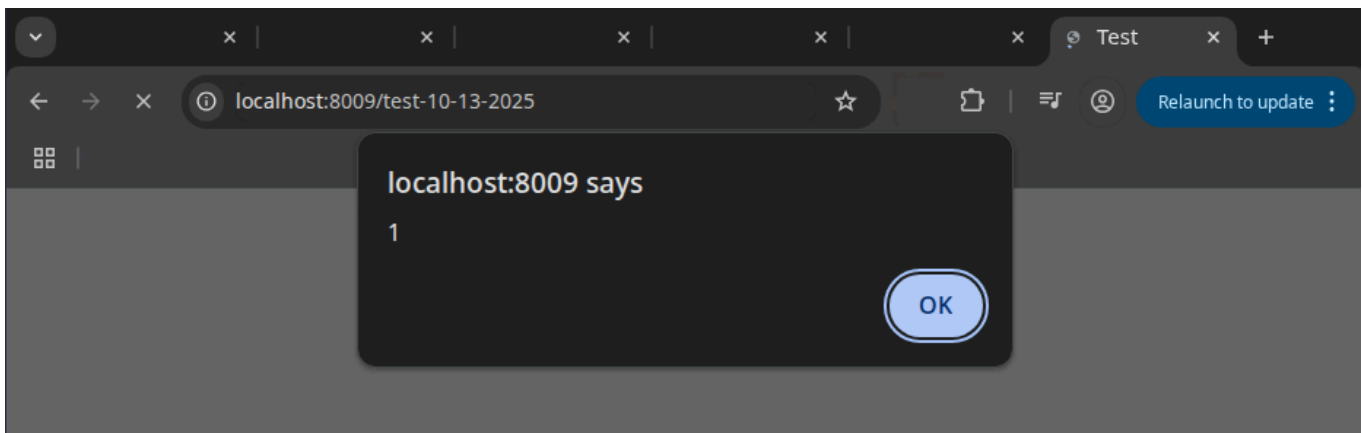 Test
localhost:8009/test-10-13-2025
Relaunch to update
localhost:8009 says
1
OK